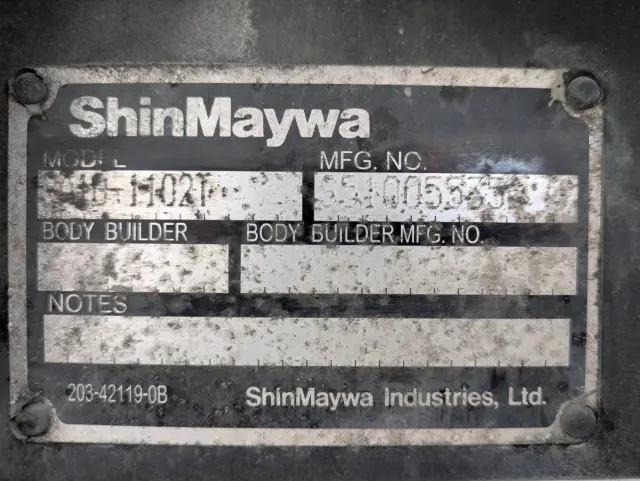 ShinMaywa
MODEL MFG. NO.
BODY BUILDER BODY BUILDER MFG. NO.
NOTES
203-42119-0B ShinMaywa Industries, Ltd.